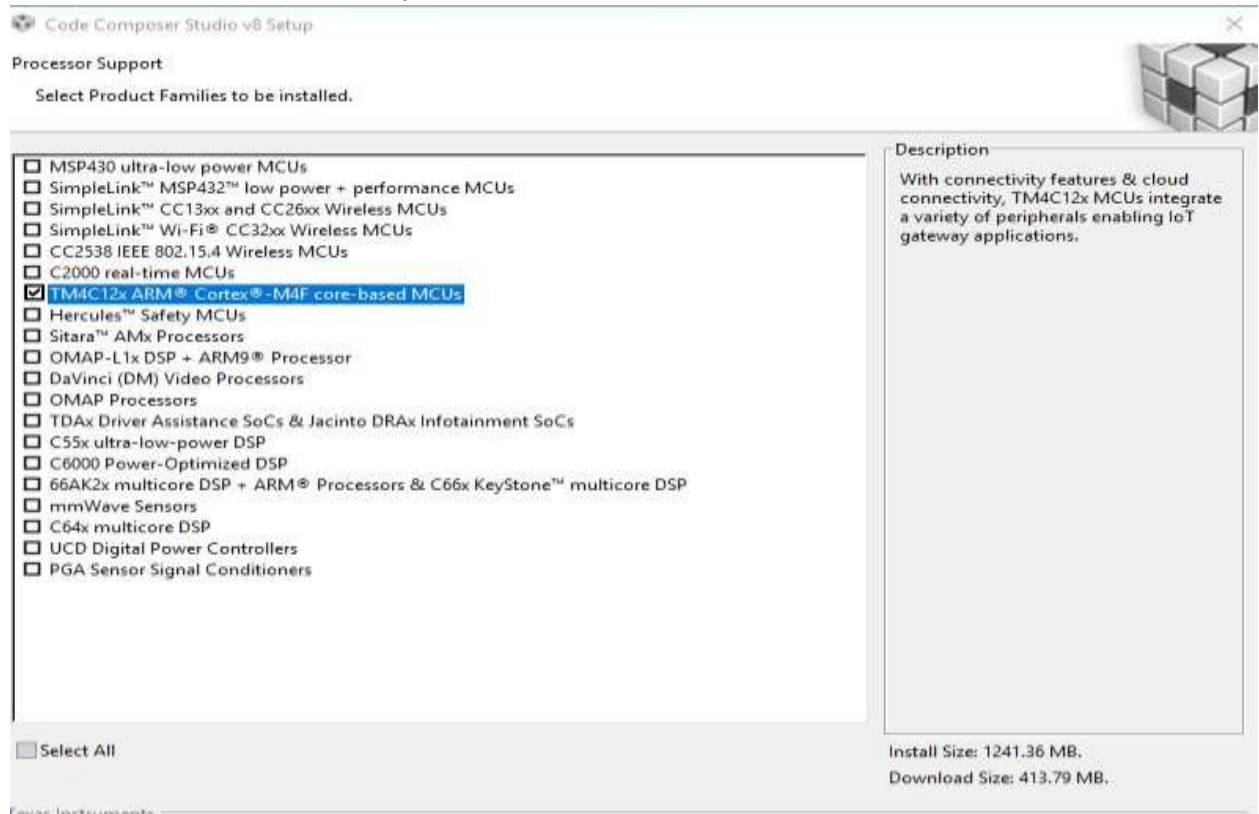 Code Composer Studio v8 Setup
Processor Support
Select Product Families to be installed.
MSP430 ultra-low power MCUs
SimpleLink™ MSP432™ low power + performance MCUs
SimpleLink™ CC13xx and CC26xx Wireless MCUs
SimpleLink™ Wi-Fi® CC32xx Wireless MCUs
CC2538 IEEE 802.15.4 Wireless MCUs
C2000 real-time MCUs
TM4C12x ARM® Cortex®-M4F core-based MCUs
Hercules™ Safety MCUs
Sitara™ AMx Processors
OMAP-L1x DSP + ARM9® Processor
DaVinci (DM) Video Processors
OMAP Processors
TDAx Driver Assistance SoCs & Jacinto DRAx Infotainment SoCs
C55x ultra-low-power DSP
C6000 Power-Optimized DSP
66AK2x multicore DSP + ARM® Processors & C66x KeyStone™ multicore DSP
mmWave Sensors
C64x multicore DSP
UCD Digital Power Controllers
PGA Sensor Signal Conditioners
Select All
Description
With connectivity features & cloud
connectivity, TM4C12x MCUs integrate
a variety of peripherals enabling IoT
gateway applications.
Install Size: 1241.36 MB.
Download Size: 413.79 MB.
Texas Instruments